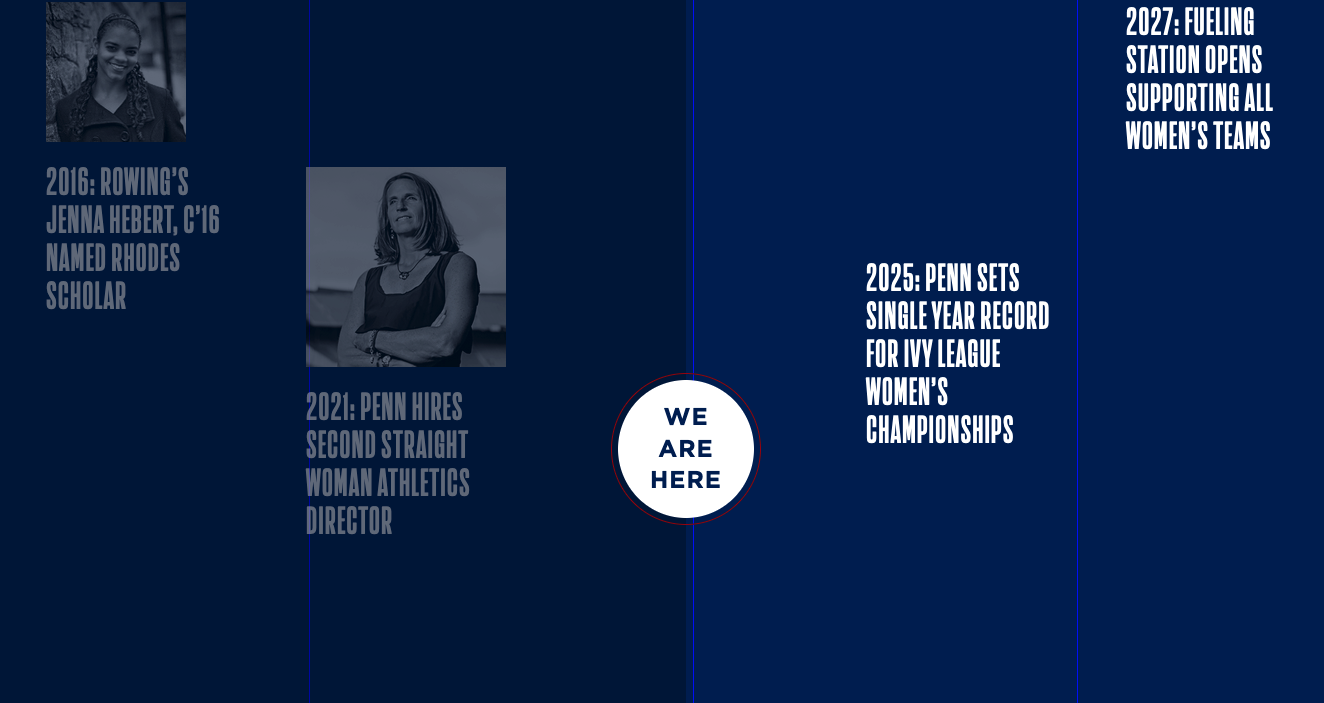 2016: ROWING'S
JENNA HEBERT, C'16
NAMED RHODES
SCHOLAR
2021: PENN HIRES
SECOND STRAIGHT
WOMAN ATHLETICS
DIRECTOR
WE
ARE
HERE
2025: PENN SETS
SINGLE YEAR RECORD
FOR IVY LEAGUE
WOMEN'S
CHAMPIONSHIPS
2027: FUELING
STATION OPENS
SUPPORTING ALL
WOMEN'S TEAMS